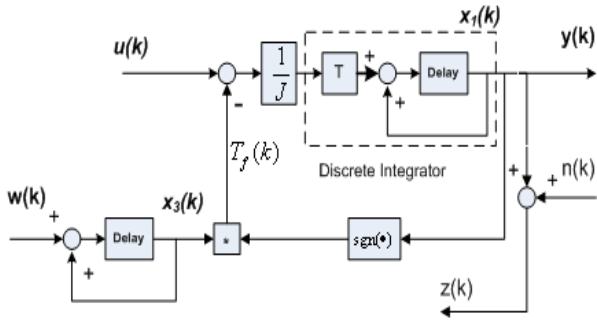 x₁(k)
u(k)
y(k)
1
J
T
+
Delay
+
-
T_f(k)
Discrete Integrator
+
+
n(k)
w(k)
+
x₃(k)
Delay
*
sgn(•)
+
z(k)